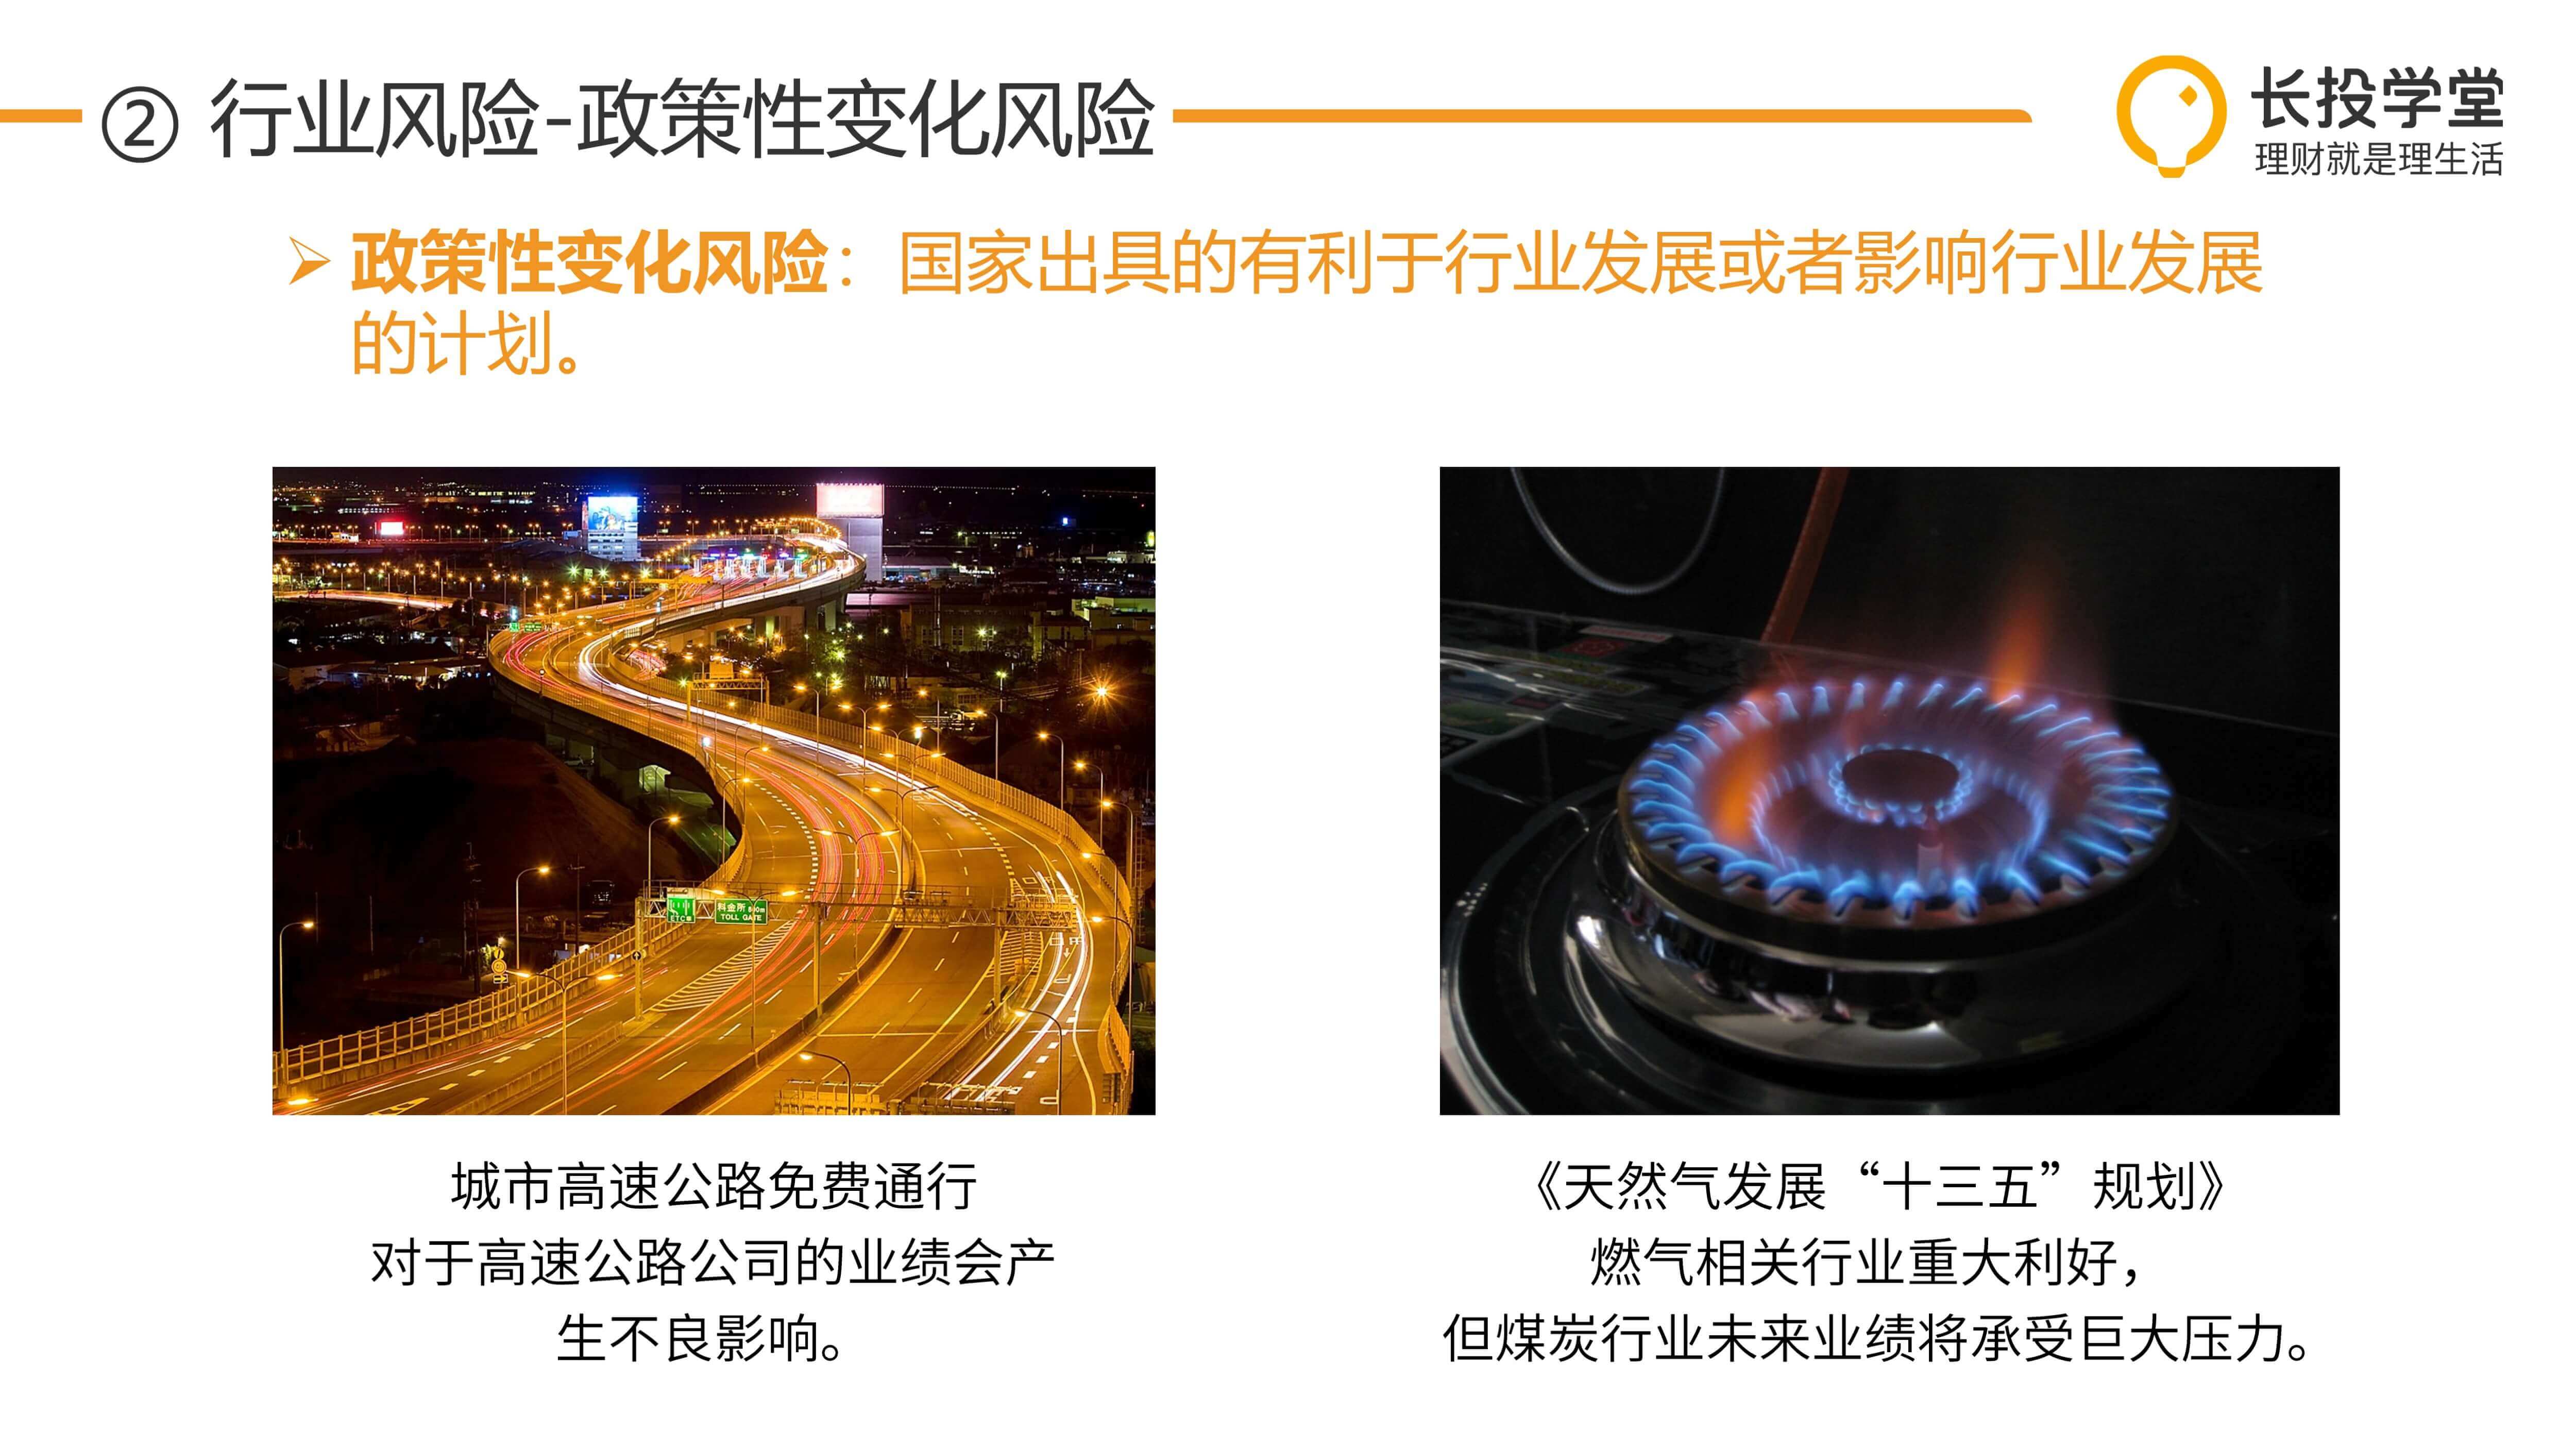 ② 行业风险-政策性变化风险
长投学堂
理财就是理生活
政策性变化风险：国家出具的有利于行业发展或者影响行业发展
的计划。
料金所
TOLL GATE
ETC
城市高速公路免费通行
对于高速公路公司的业绩会产
生不良影响。
《天然气发展“十三五”规划》
燃气相关行业重大利好，
但煤炭行业未来业绩将承受巨大压力。